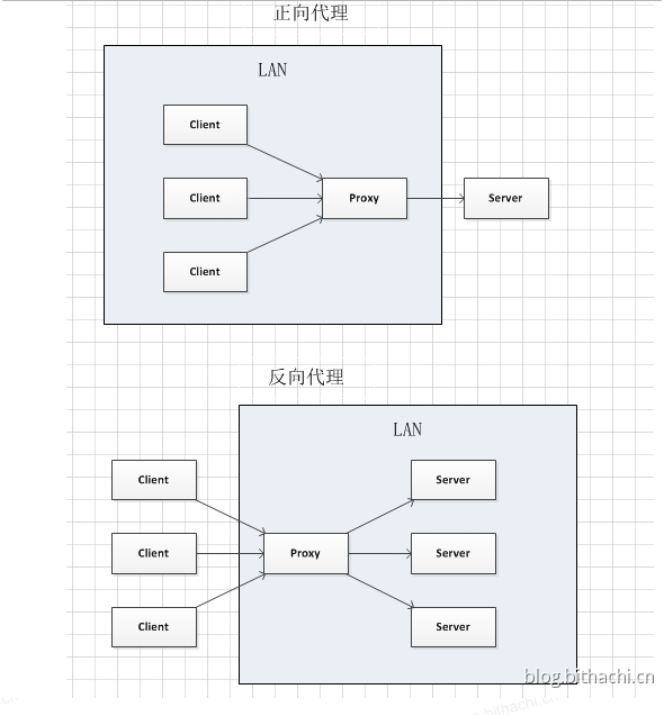 正向代理
LAN
Client
Client
Proxy
Server
Client
反向代理
LAN
Client
Server
Client
Proxy
Server
Client
Server
blog.bithachi.cn